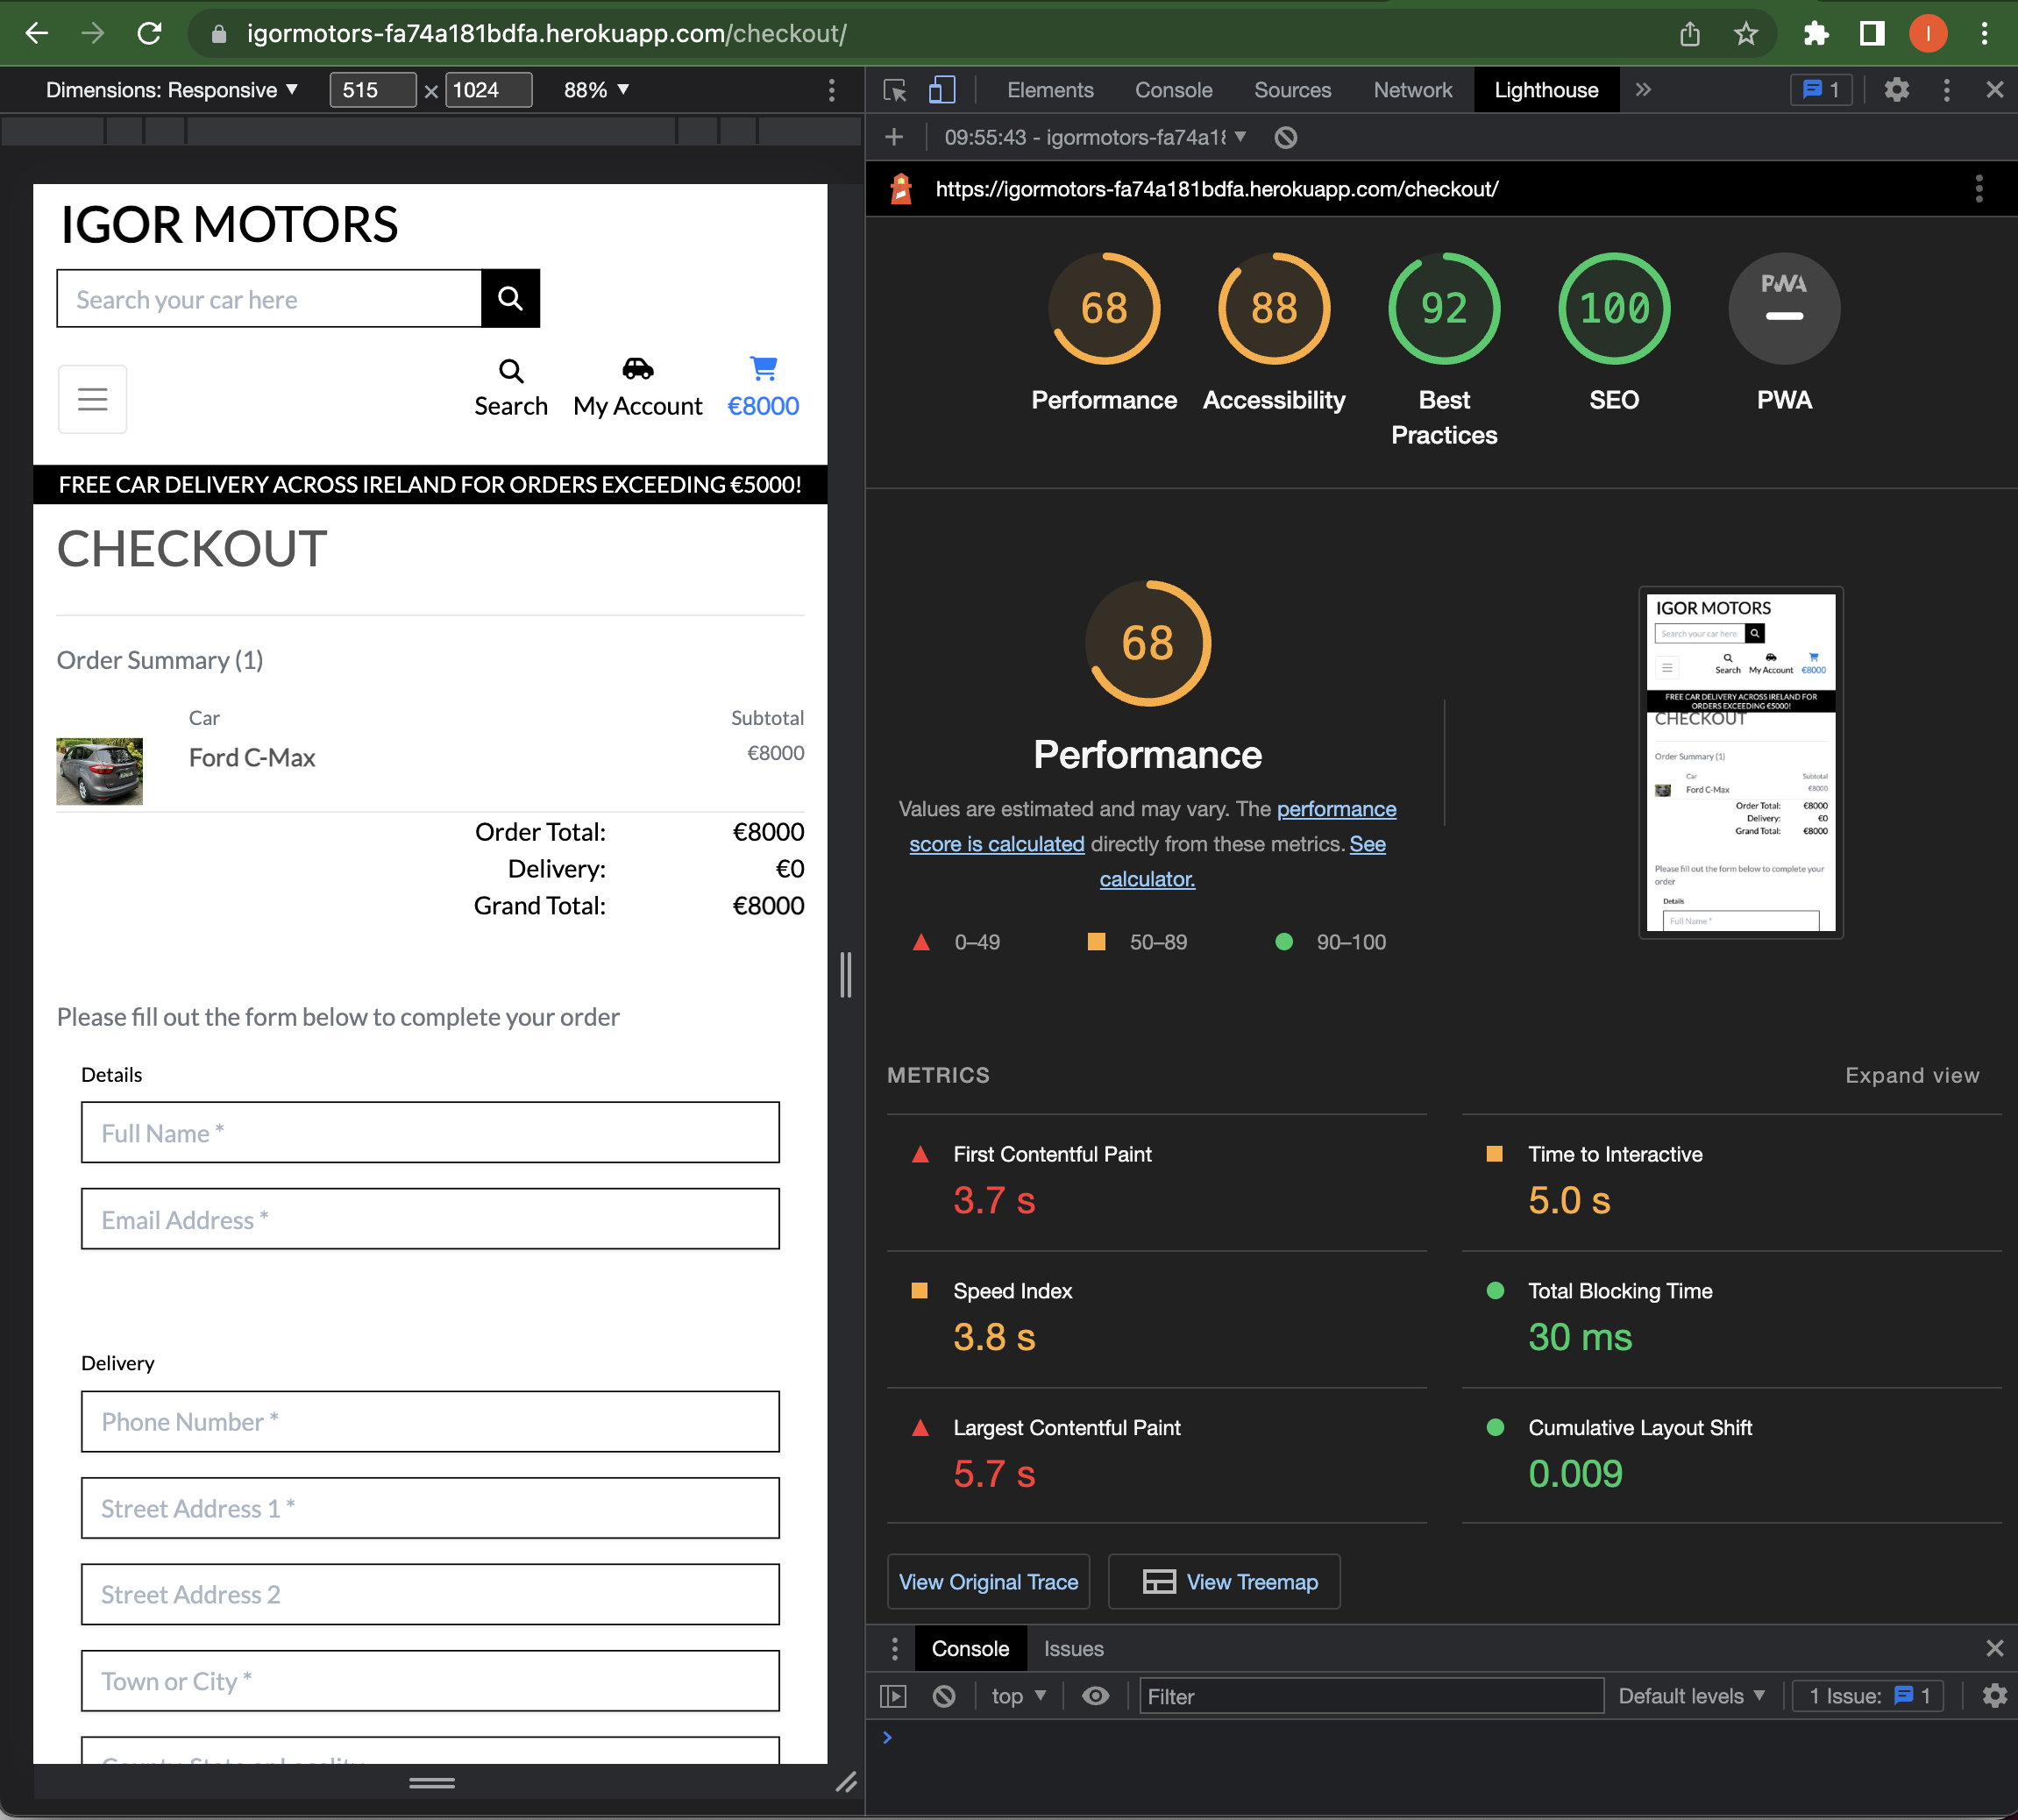 igormotors-fa74a181bdfa.herokuapp.com/checkout/
I
Dimensions: Responsive ▼ 515 × 1024 88% ▼
Elements Console Sources Network Lighthouse » 1
+ 09:55:43 - igormotors-fa74a18 ▼
https://igormotors-fa74a181bdfa.herokuapp.com/checkout/
IGOR MOTORS
Search your car here
Search My Account €8000
FREE CAR DELIVERY ACROSS IRELAND FOR ORDERS EXCEEDING €5000!
CHECKOUT
Order Summary (1)
Car Subtotal
Ford C-Max €8000
Order Total: €8000
Delivery: €0
Grand Total: €8000
Please fill out the form below to complete your order
Details
Full Name *
Email Address *
Delivery
Phone Number *
Street Address 1 *
Street Address 2
Town or City *
68 88 92 100 PWA
Performance Accessibility Best Practices SEO PWA
68
Performance
Values are estimated and may vary. The performance
score is calculated directly from these metrics. See
calculator.
0–49 50–89 90–100
IGOR MOTORS
Search your car here
Search My Account €8000
FREE CAR DELIVERY ACROSS IRELAND FOR
ORDERS EXCEEDING €5000!
CHECKOUT
Order Summary (1)
Car Subtotal
Ford C-Max €8000
Order Total: €8000
Delivery: €0
Grand Total: €8000
Please fill out the form below to complete your
order
Details
Full Name *
METRICS Expand view
First Contentful Paint
3.7 s
Time to Interactive
5.0 s
Speed Index
3.8 s
Total Blocking Time
30 ms
Largest Contentful Paint
5.7 s
Cumulative Layout Shift
0.009
View Original Trace View Treemap
Console Issues
top ▼ Filter Default levels ▼ 1 Issue: 1